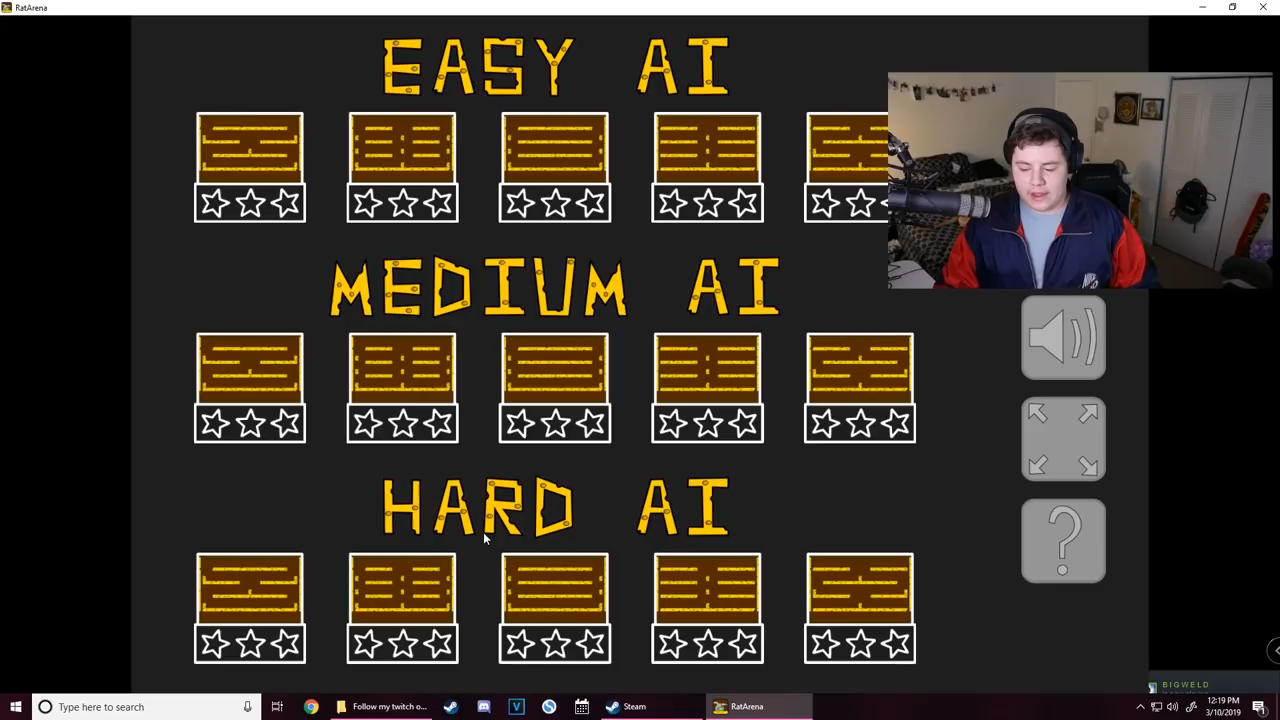 RatArena
EASY AI
MEDIUM AI
HARD AI
?
BIGWELD
Type here to search
Follow my twitch o...
Steam
RatArena
12:19 PM
3/10/2019